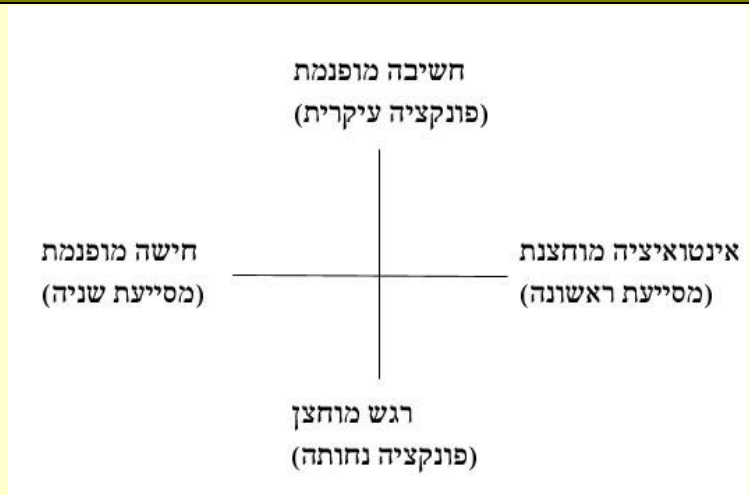 חשיבה מופנמת
(פונקציה עיקרית)
אינטואיציה מוחצנת
(מסייעת ראשונה)
חישה מופנמת
(מסייעת שניה)
רגש מוחצן
(פונקציה נחותה)